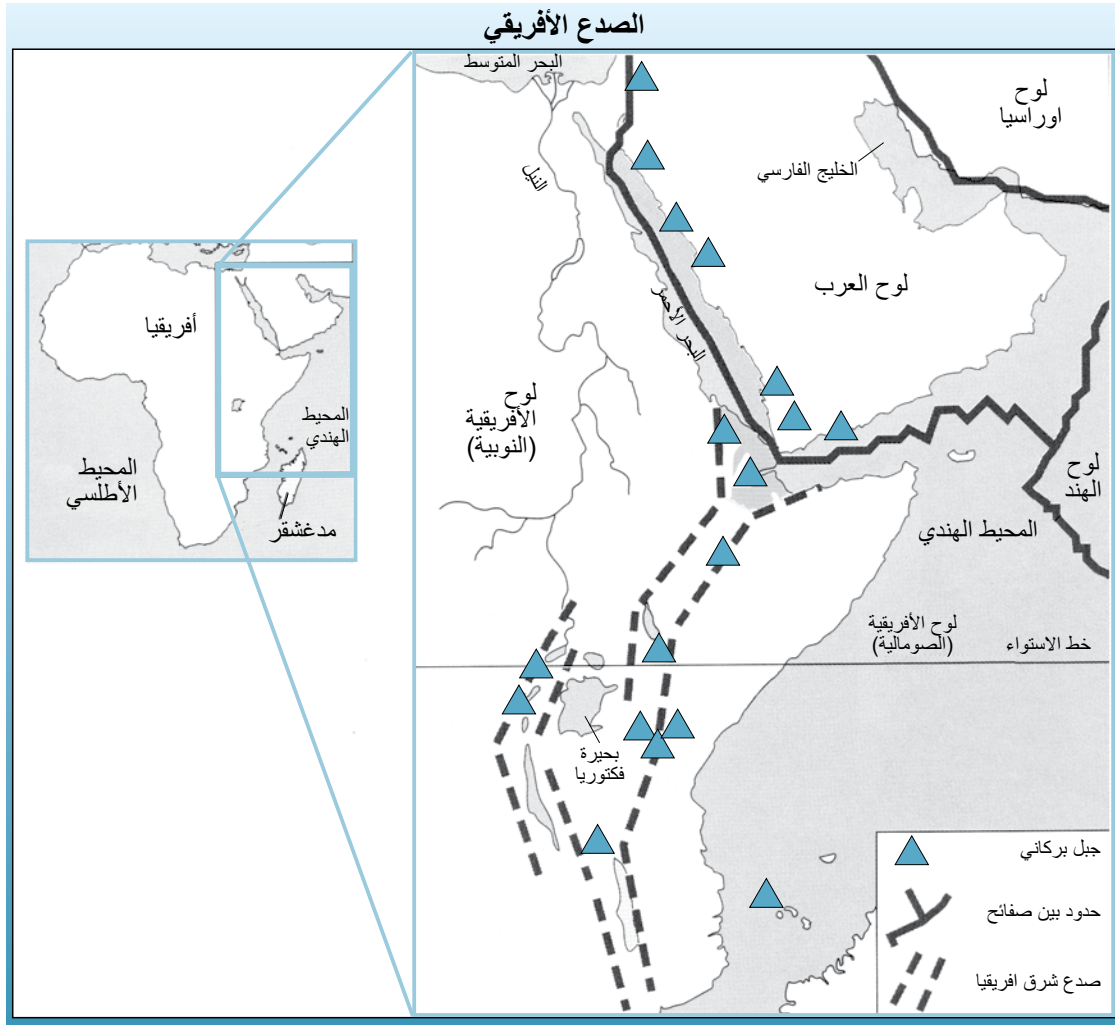 الصدع الأفريقي
البحر المتوسط
لوح
اوراسيا
الخليج الفارسي
النيل
لوح العرب
البحر الأحمر
أفريقيا
المحيط
الهندي
المحيط
الأطلسي
مدغشقر
لوح
الأفريقية
(النوبية)
لوح
الهند
المحيط الهندي
لوح الأفريقية
(الصومالية)
خط الاستواء
بحيرة
فكتوريا
جبل بركاني
حدود بين صفائح
صدع شرق افريقيا